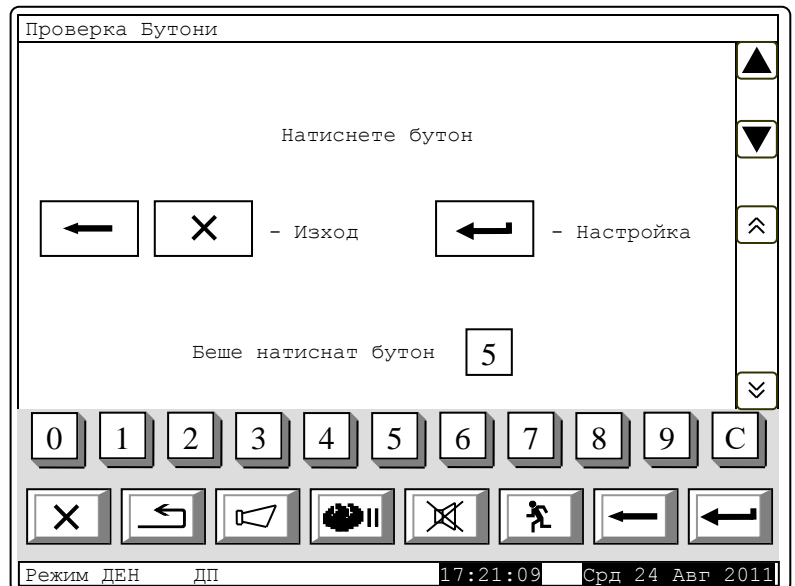 Проверка Бутони
Натиснете бутон
- Изход - Настройка
Беше натиснат бутон 5
0 1 2 3 4 5 6 7 8 9 C
Режим ДЕН ДП 17:21:09 Срд 24 Авг 2011